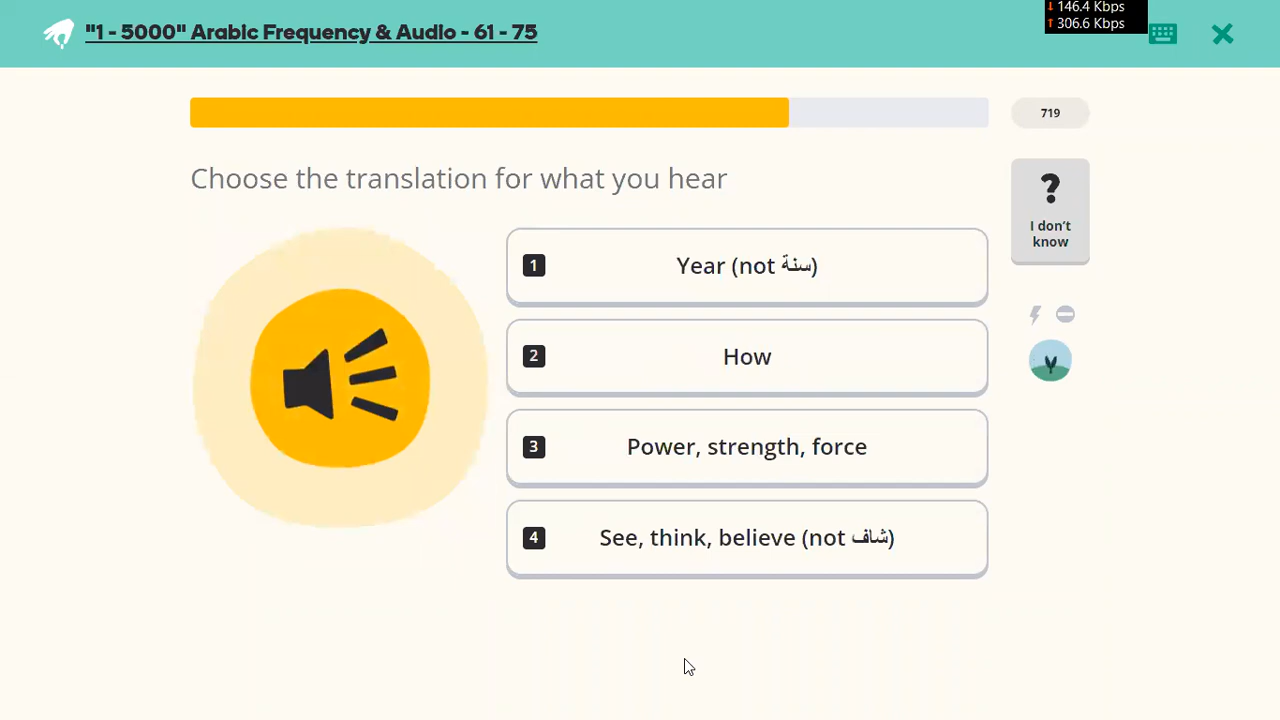 "1 - 5000" Arabic Frequency & Audio - 61 - 75
↓ 146.4 Kbps
↑ 306.6 Kbps
719
Choose the translation for what you hear
?
I don't
know
1 Year (not سنة)
2 How
3 Power, strength, force
4 See, think, believe (not شاف)